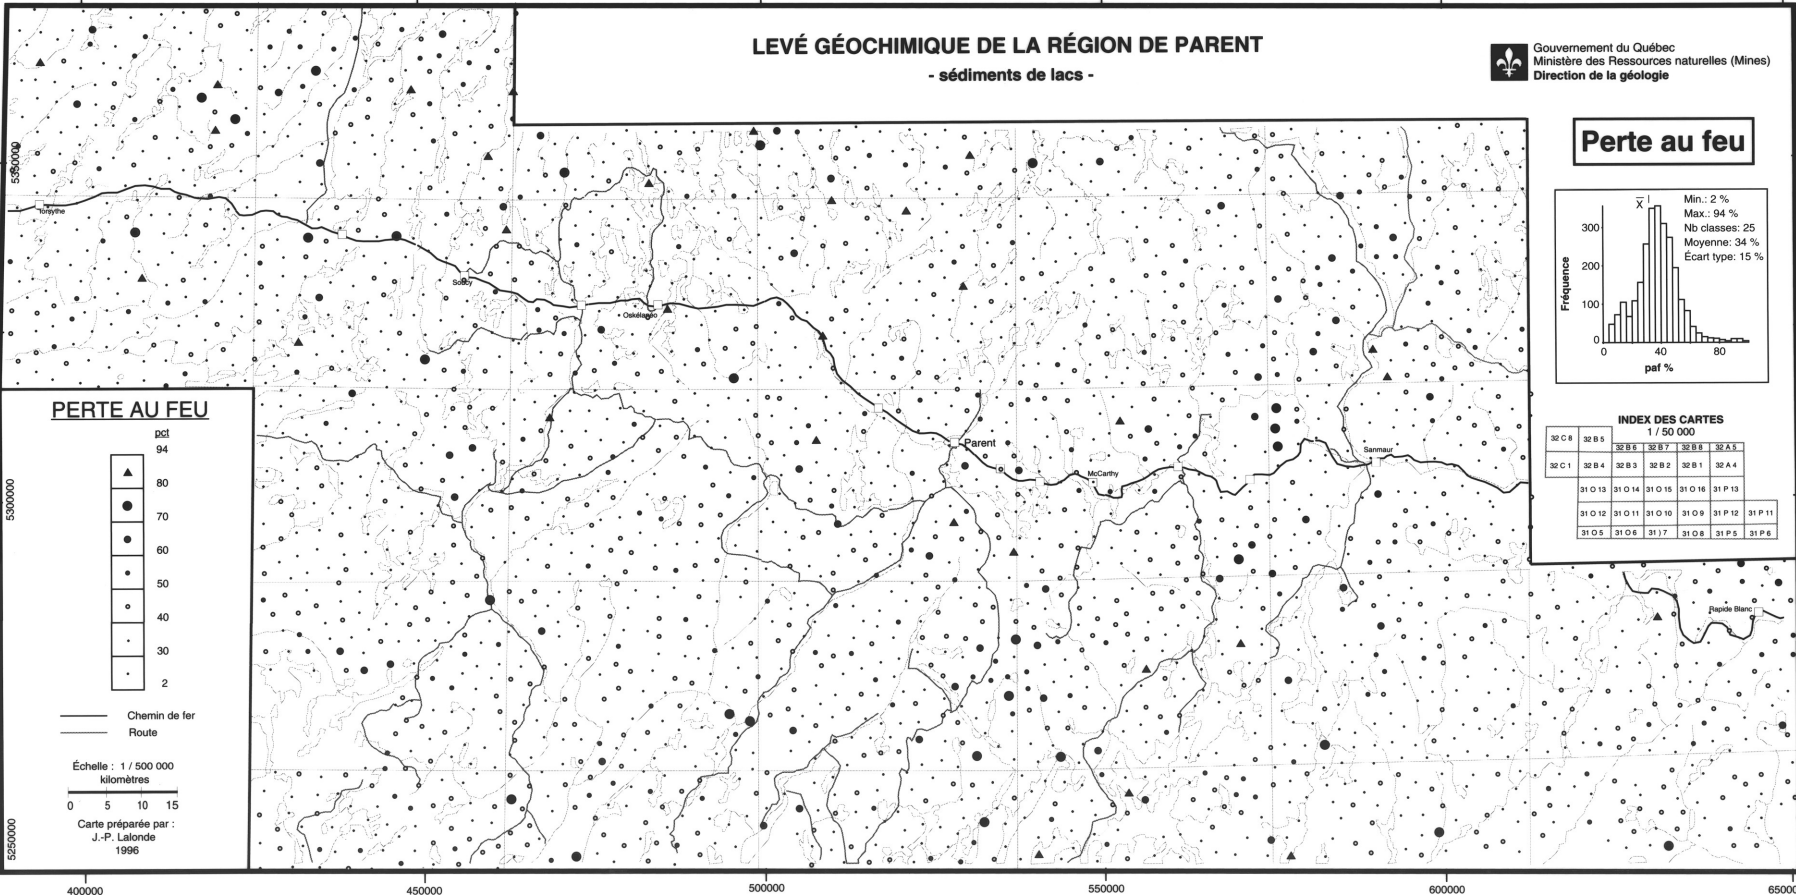 LEVÉ GÉOCHIMIQUE DE LA RÉGION DE PARENT
- sédiments de lacs -
Gouvernement du Québec
Ministère des Ressources naturelles (Mines)
Direction de la géologie
Perte au feu
Min.: 2 %
Max.: 94 %
Nb classes: 25
Moyenne: 34 %
Écart type: 15 %
X
Fréquence
300
200
100
0
0 40 80
paf %
INDEX DES CARTES
1 / 50 000
32 C 8 32 B 5
32 B 6 32 B 7 32 B 8 32 A 5
32 C 1 32 B 4 32 B 3 32 B 2 32 B 1 32 A 4
31 O 13 31 O 14 31 O 15 31 O 16 31 P 13
31 O 12 31 O 11 31 O 10 31 O 9 31 P 12 31 P 11
31 O 5 31 O 6 31 ) 7 31 O 8 31 P 5 31 P 6
Forsythe
Soucy
Oskélanéo
Parent
McCarthy
Sanmaur
Rapide Blanc
PERTE AU FEU
pct
94
80
70
60
50
40
30
2
Chemin de fer
Route
Échelle : 1 / 500 000
kilomètres
0 5 10 15
Carte préparée par :
J.-P. Lalonde
1996
5350000
5300000
5250000
400000 450000 500000 550000 600000